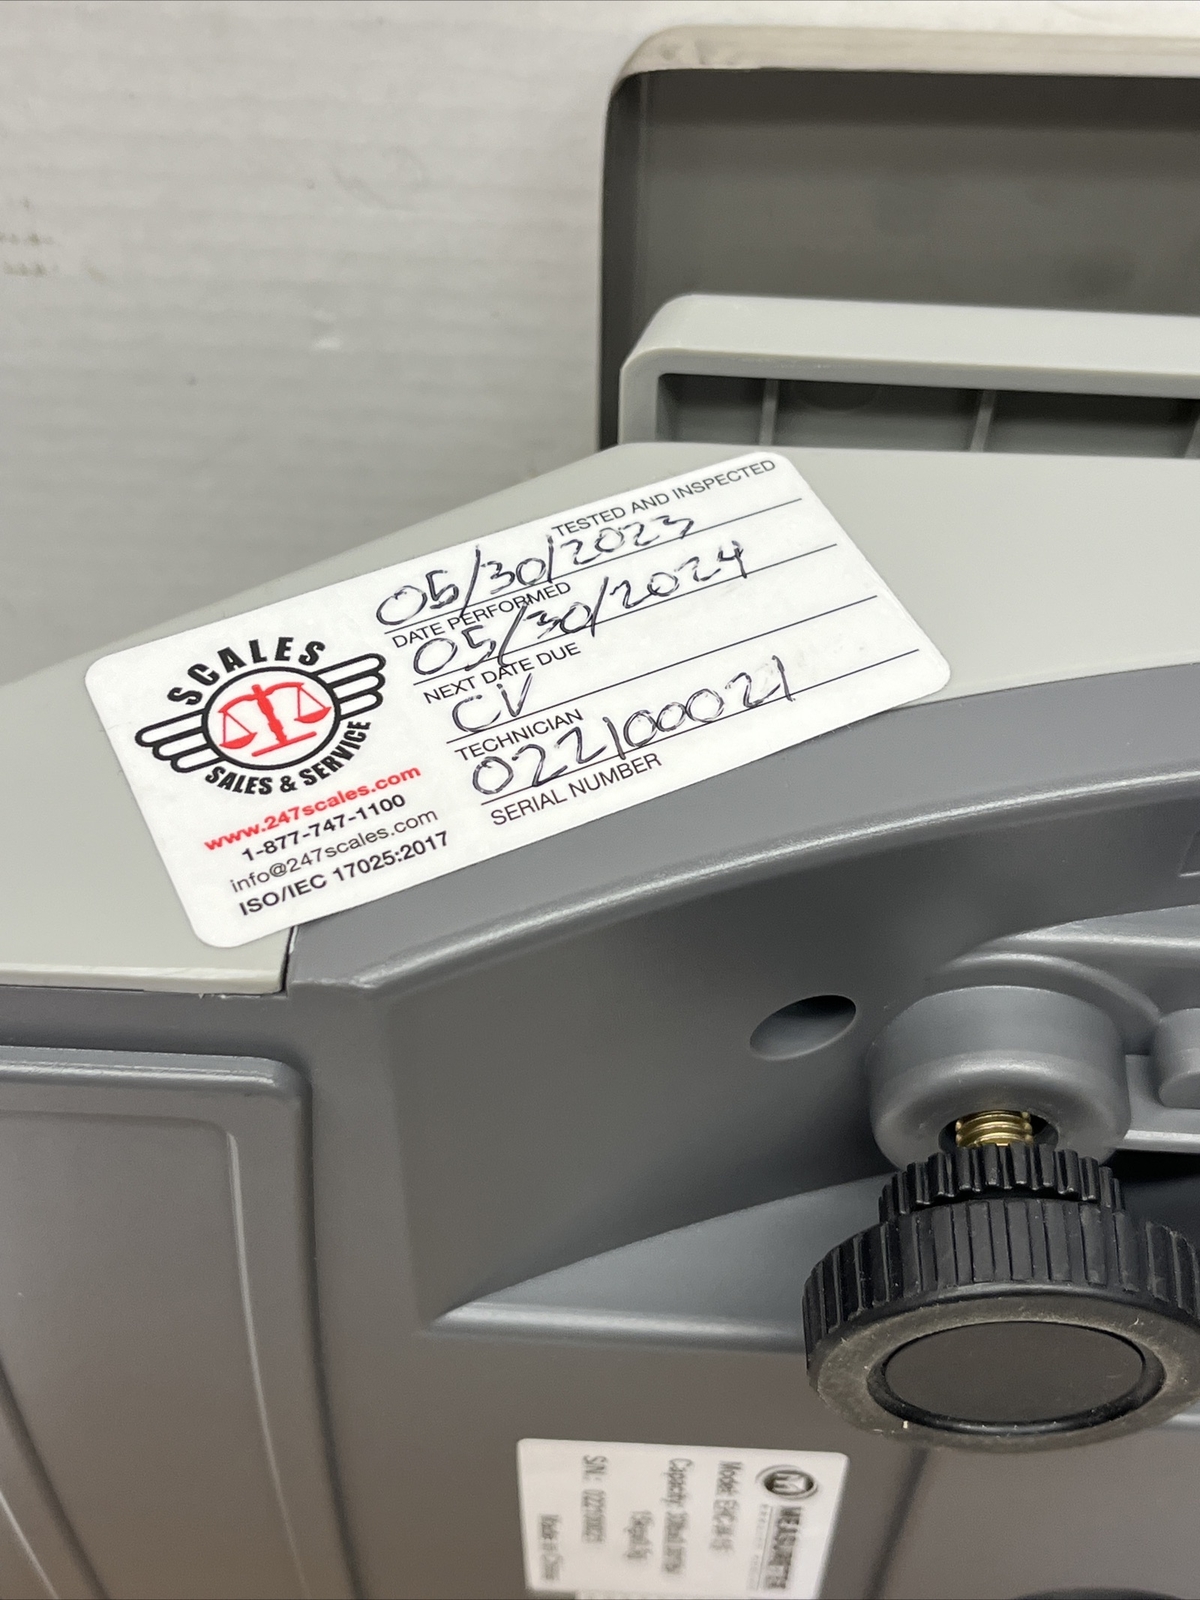 TESTED AND INSPECTED
05/30/2023
DATE PERFORMED
05/30/2024
NEXT DATE DUE
CV
TECHNICIAN
022100021
SERIAL NUMBER
SCALES
SALES & SERVICE
www.247scales.com
1-877-747-1100
info@247scales.com
ISO/IEC 17025:2017
Model:
Capacity:
S/N:
Made in China